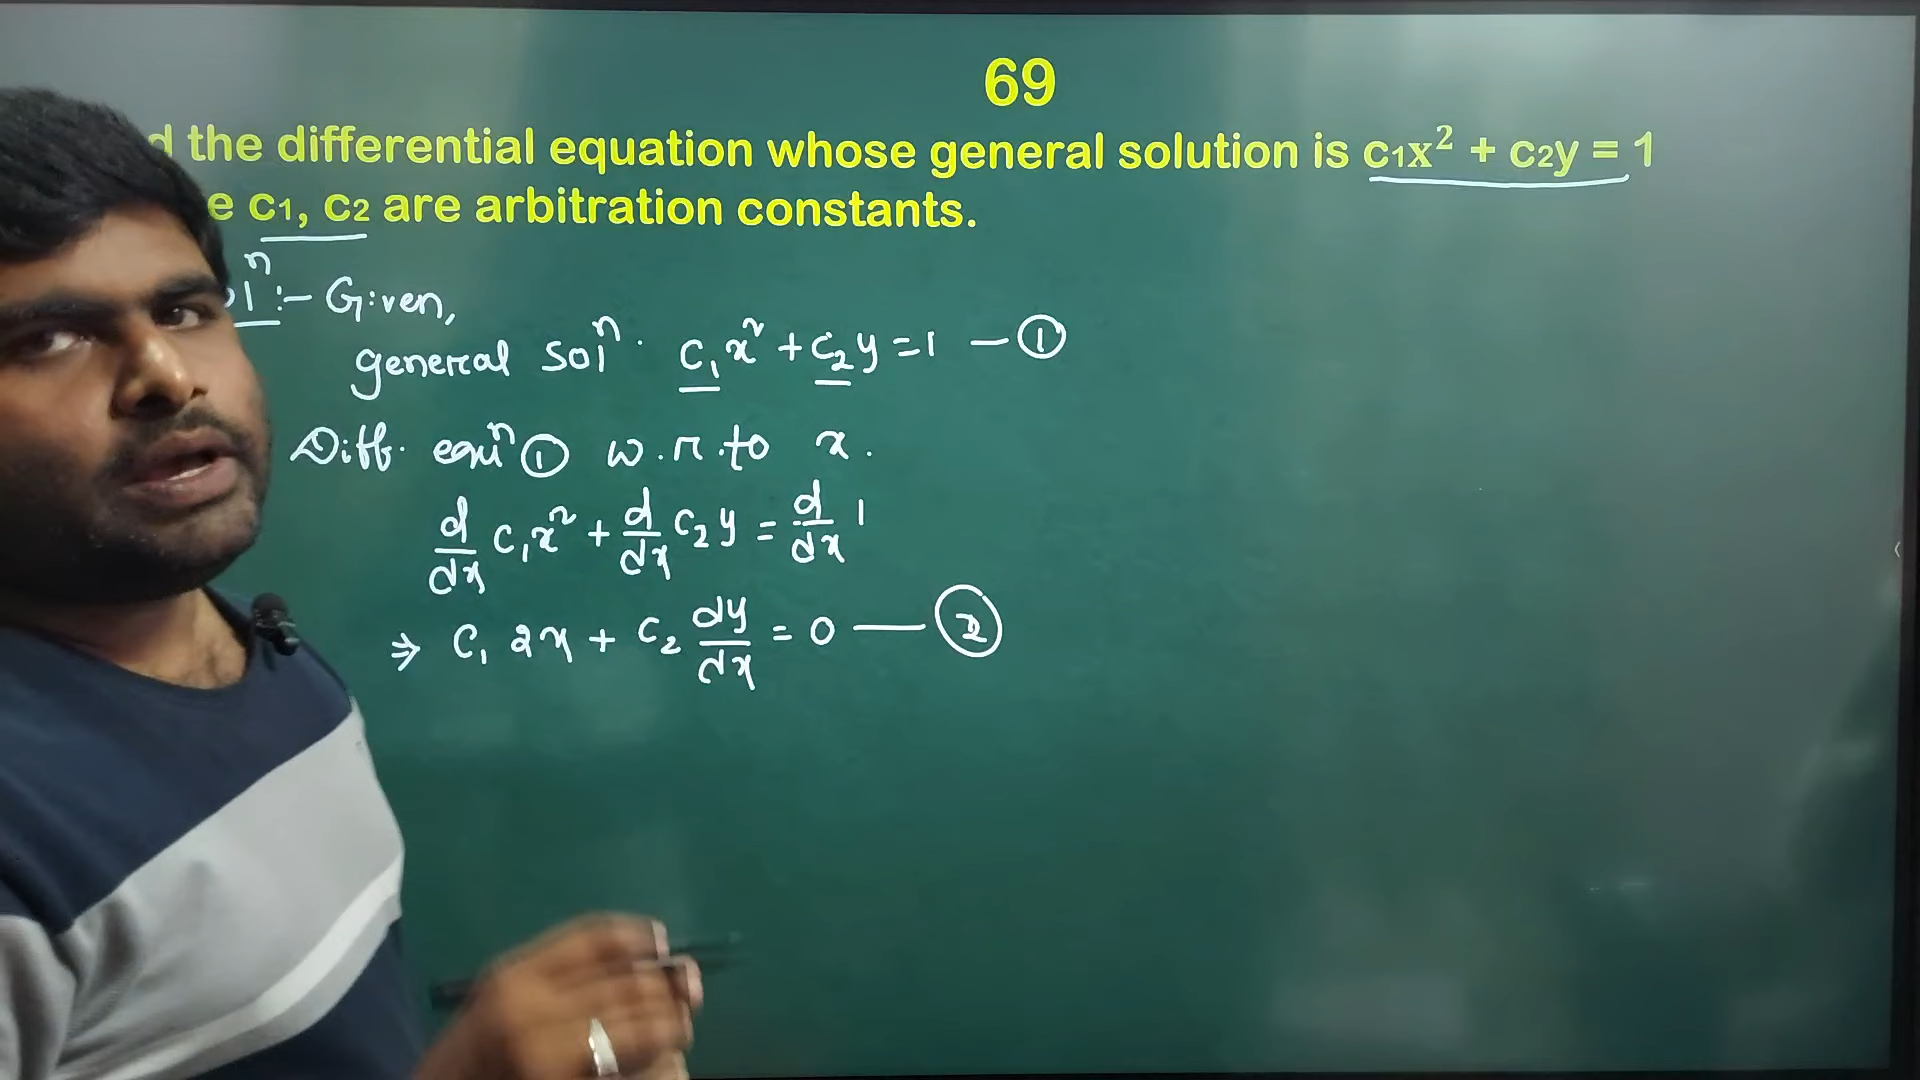 69
d the differential equation whose general solution is c₁x² + c₂y = 1
e c₁, c₂ are arbitration constants.
lⁿ :- Given,
general solⁿ. c₁x² + c₂y = 1 — ①
Diff. equⁿ ① w.r.to x.
d/dx c₁x² + d/dx c₂y = d/dx 1
⇒ c₁ 2x + c₂ dy/dx = 0 — ②